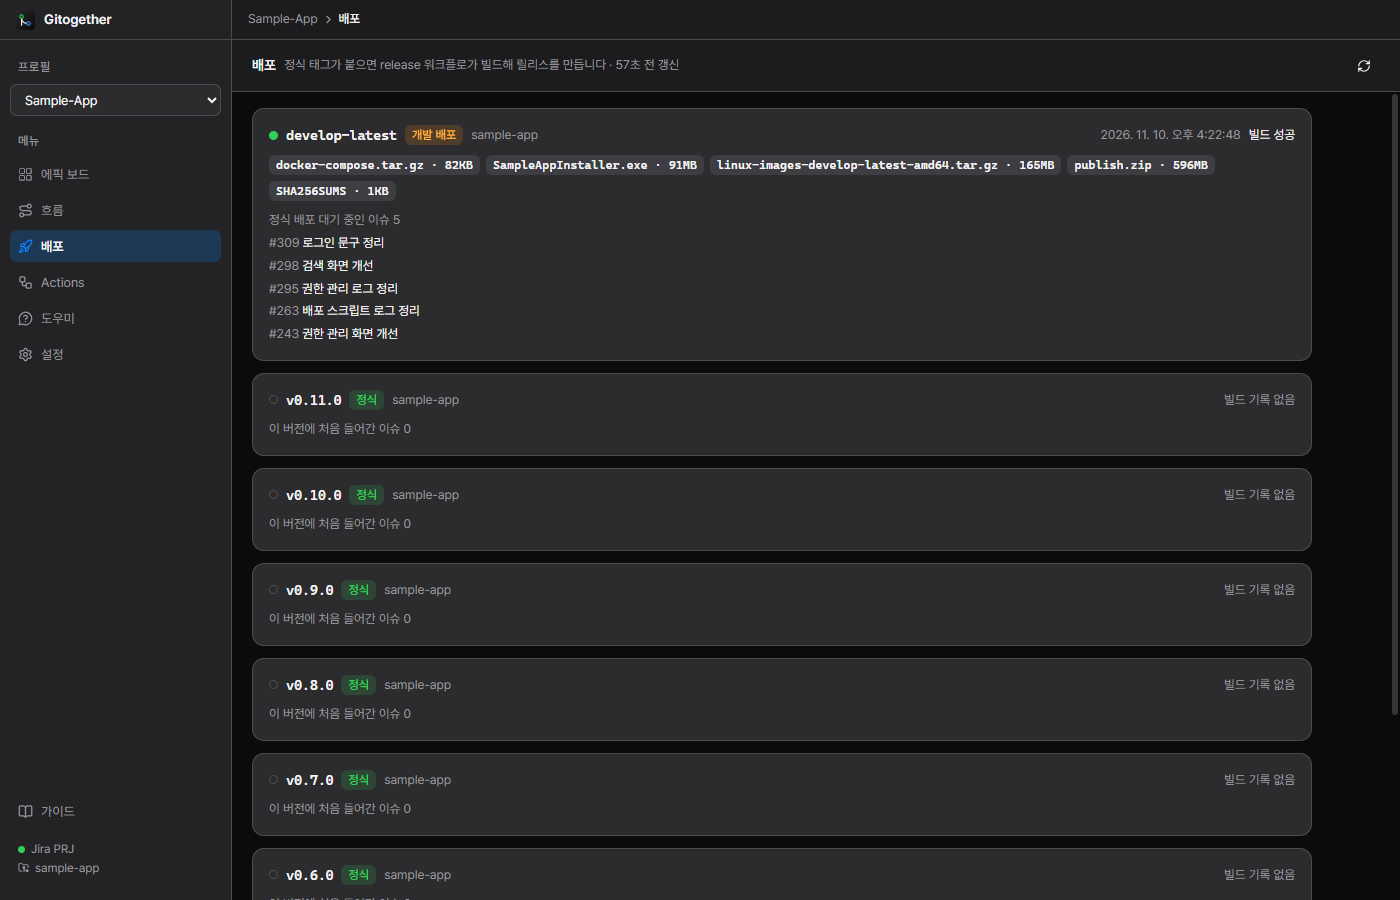 Gitogether
Sample-App > 배포
프로필
Sample-App
메뉴
에픽 보드
흐름
배포
Actions
도우미
설정
가이드
Jira PRJ
sample-app
배포 정식 태그가 붙으면 release 워크플로가 빌드해 릴리스를 만듭니다 · 57초 전 갱신
develop-latest 개발 배포 sample-app 2026. 11. 10. 오후 4:22:48 빌드 성공
docker-compose.tar.gz · 82KB SampleAppInstaller.exe · 91MB linux-images-develop-latest-amd64.tar.gz · 165MB publish.zip · 596MB
SHA256SUMS · 1KB
정식 배포 대기 중인 이슈 5
#309 로그인 문구 정리
#298 검색 화면 개선
#295 권한 관리 로그 정리
#263 배포 스크립트 로그 정리
#243 권한 관리 화면 개선
v0.11.0 정식 sample-app 빌드 기록 없음
이 버전에 처음 들어간 이슈 0
v0.10.0 정식 sample-app 빌드 기록 없음
이 버전에 처음 들어간 이슈 0
v0.9.0 정식 sample-app 빌드 기록 없음
이 버전에 처음 들어간 이슈 0
v0.8.0 정식 sample-app 빌드 기록 없음
이 버전에 처음 들어간 이슈 0
v0.7.0 정식 sample-app 빌드 기록 없음
이 버전에 처음 들어간 이슈 0
v0.6.0 정식 sample-app 빌드 기록 없음